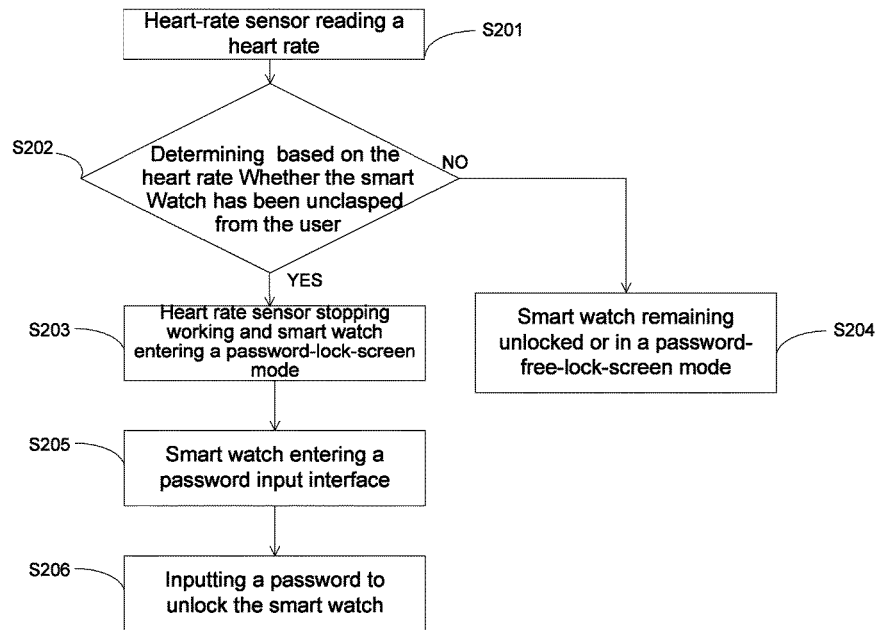 Heart-rate sensor reading a
heart rate
S201
S202
Determining based on the
heart rate Whether the smart
Watch has been unclasped
from the user
NO
YES
S203
Heart rate sensor stopping
working and smart watch
entering a password-lock-screen
mode
Smart watch remaining
unlocked or in a password-
free-lock-screen mode
S204
S205
Smart watch entering a
password input interface
S206
Inputting a password to
unlock the smart watch